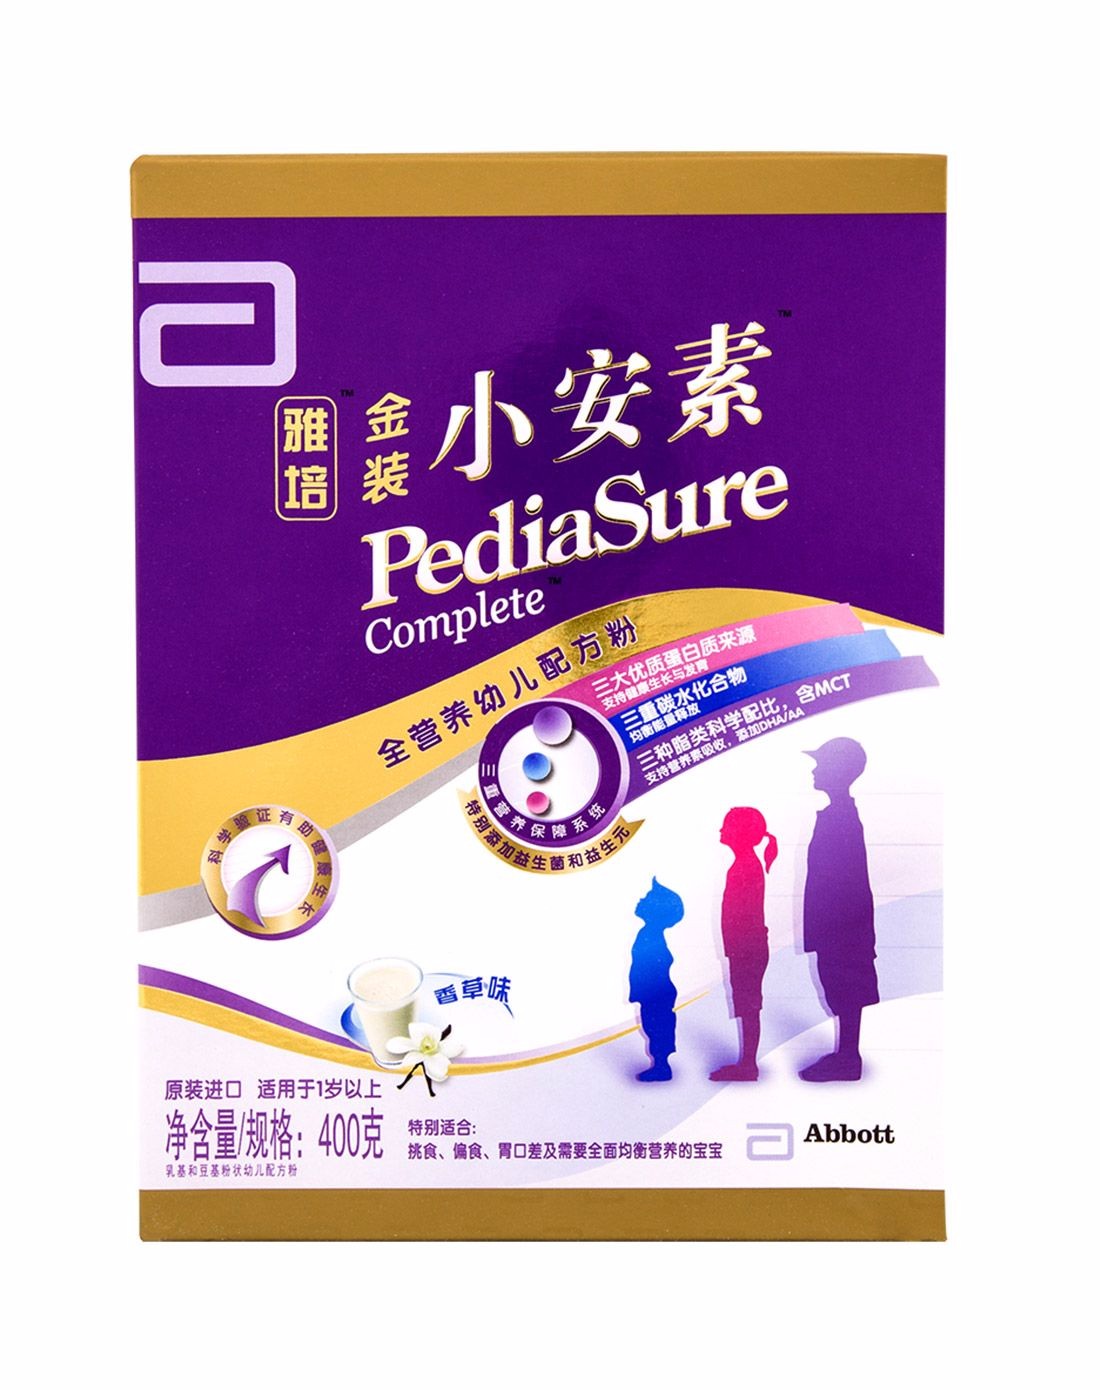 雅培™
金装
小安素™
PediaSure
Complete™
全营养幼儿配方粉
三大优质蛋白质来源
支持健康生长与发育
三重碳水化合物
均衡能量释放
三种脂类科学配比，含MCT
支持营养素吸收，添加DHA/AA
三重营养保障系统
特别添加益生菌和益生元
科学验证有助健康生长
香草味
原装进口 适用于1岁以上
净含量/规格：400克
乳基和豆基粉状幼儿配方粉
特别适合：
挑食、偏食、胃口差及需要全面均衡营养的宝宝
Abbott